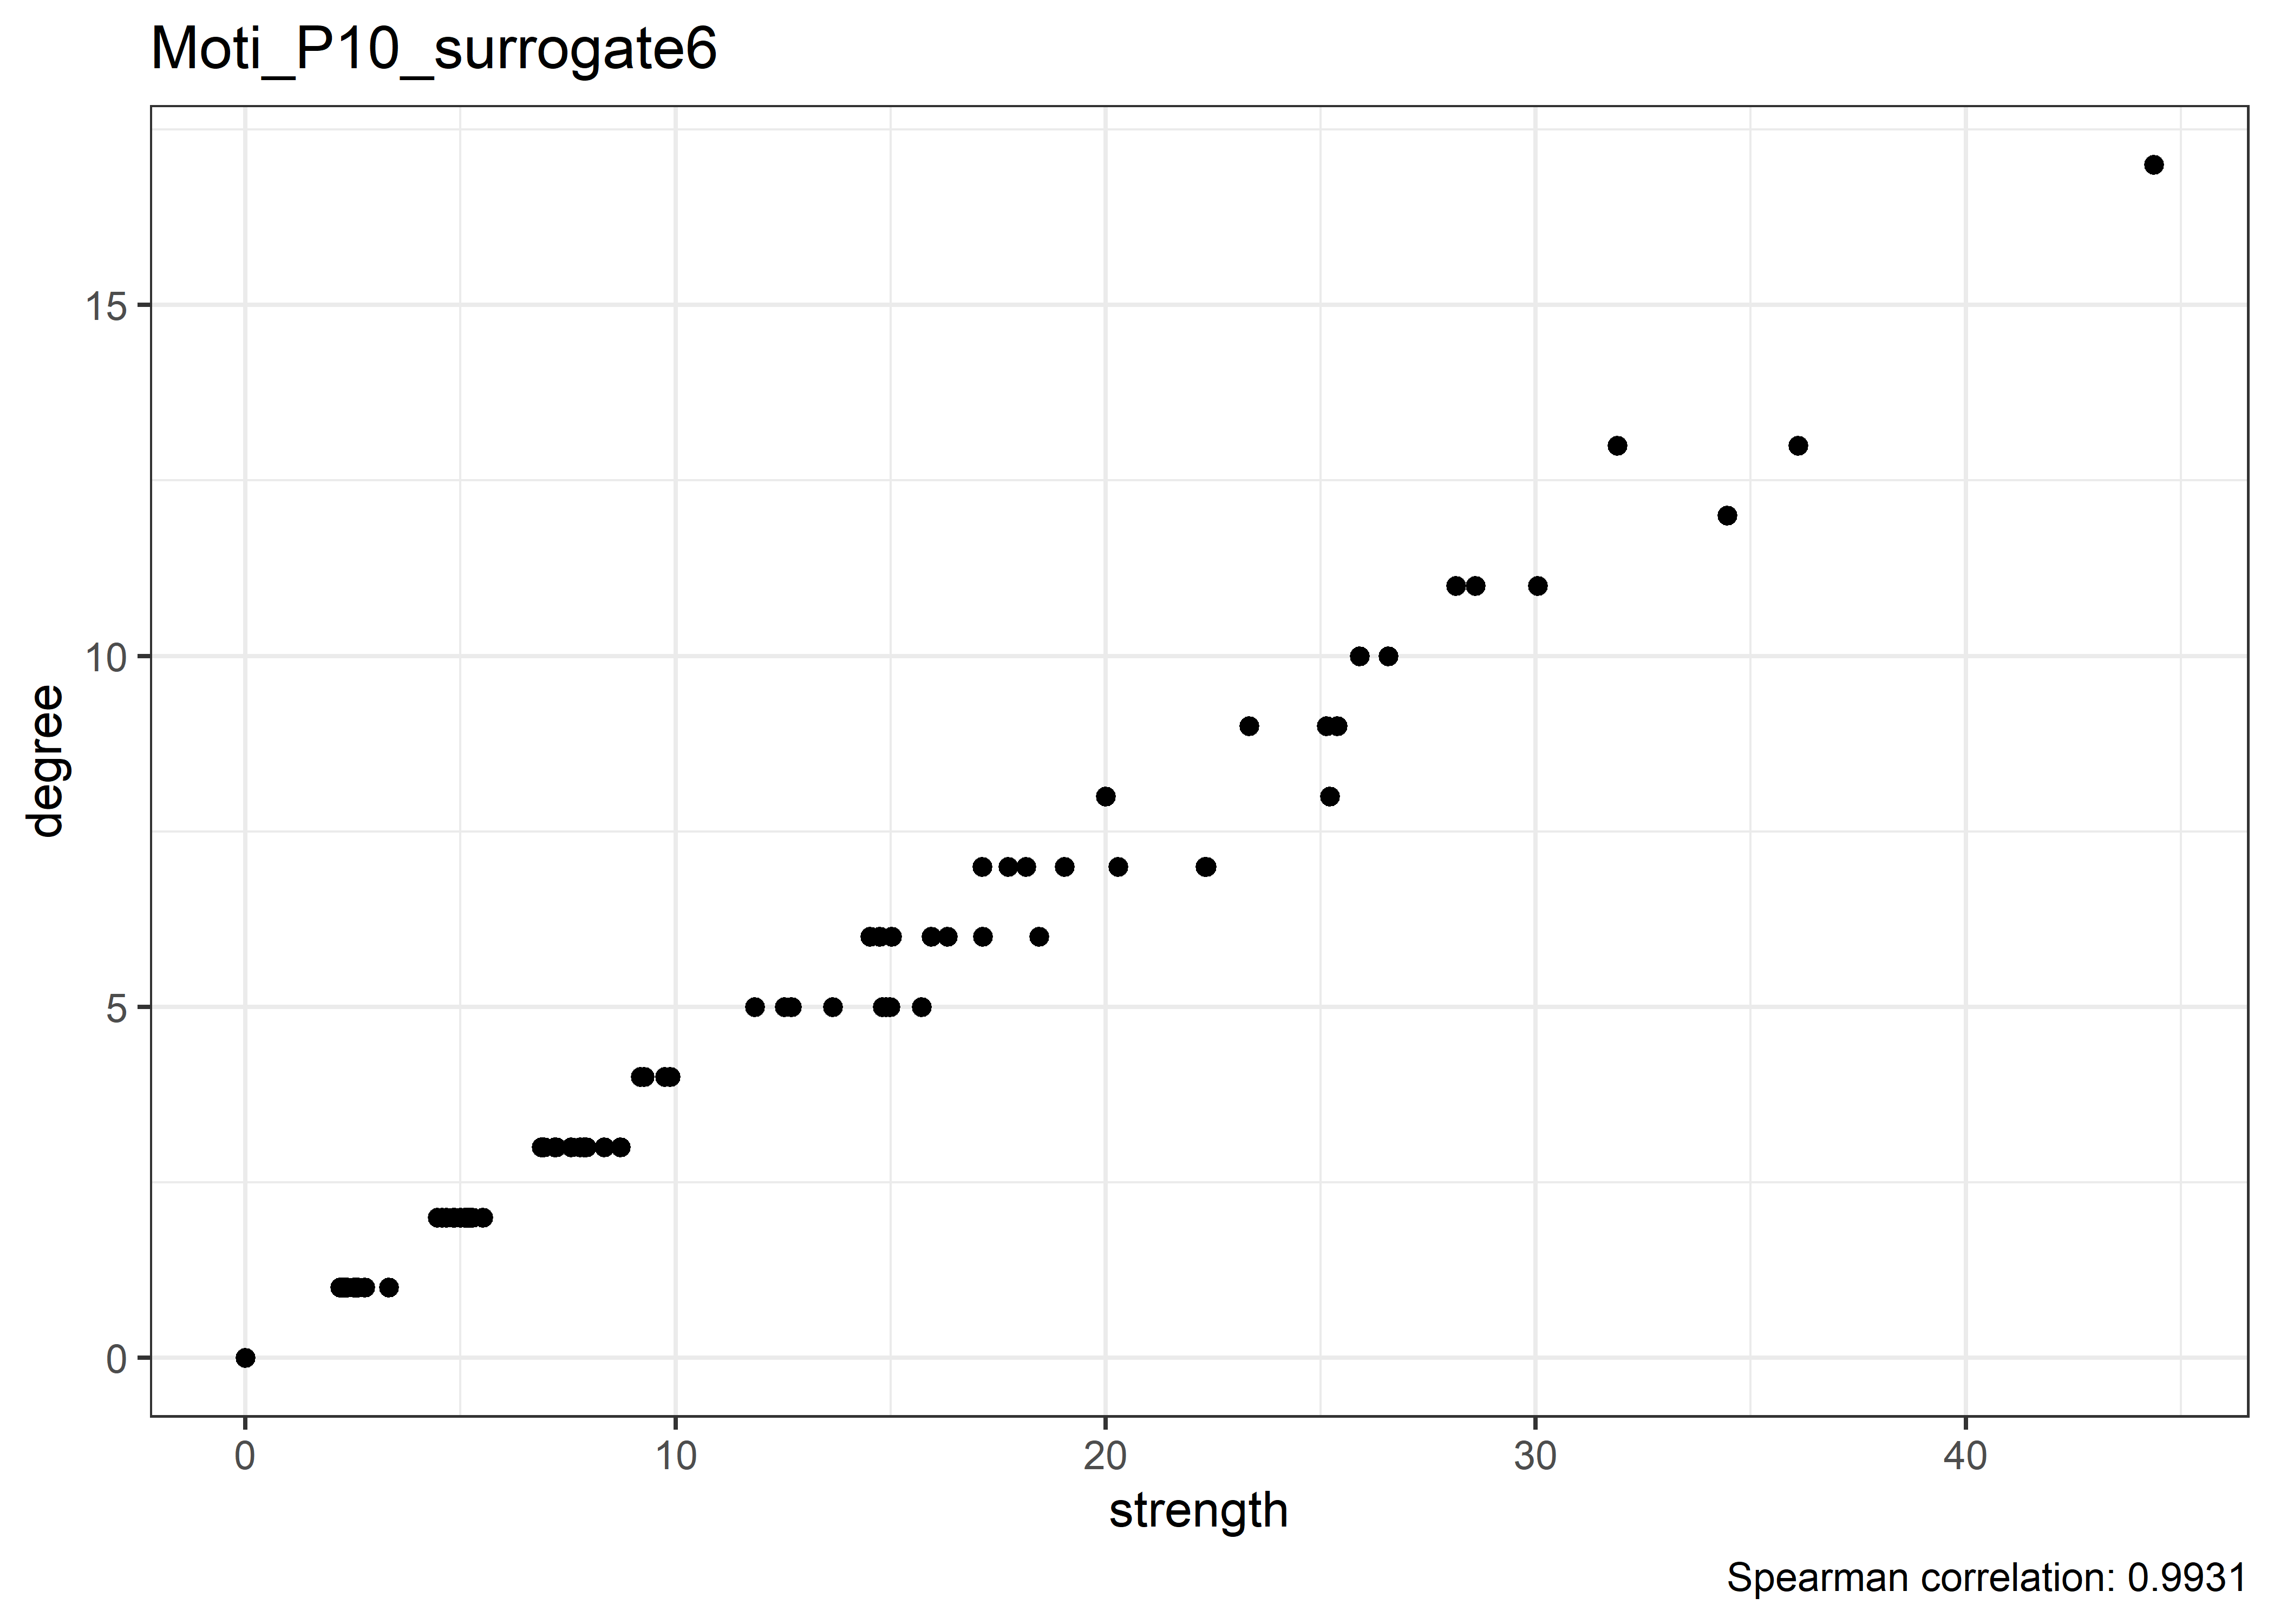 Moti_P10_surrogate6
15
10
5
0
degree
0 10 20 30 40
strength
Spearman correlation: 0.9931